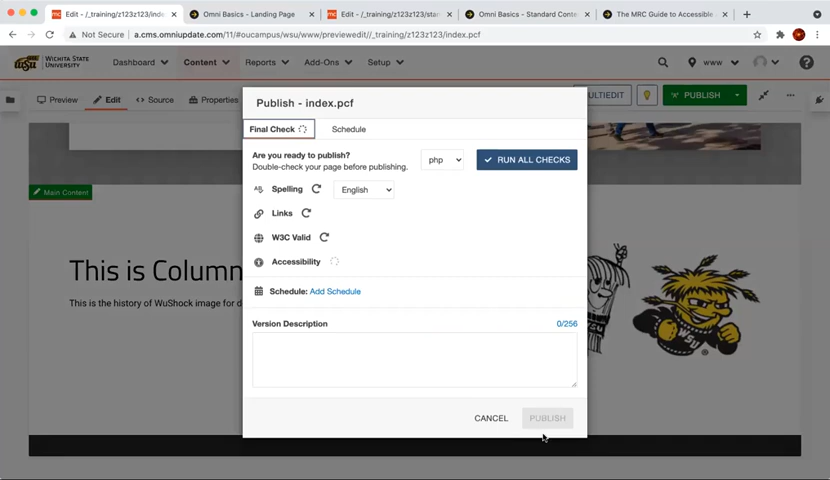 Edit - /_training/z123z123/inde
Omni Basics - Landing Page
Edit - /_training/z123z123/stan
Omni Basics - Standard Conte
The MRC Guide to Accessible
Not Secure
a.cms.omniupdate.com/11/#oucampus/wsu/www/previewedit//_training/z123z123/index.pcf
WICHITA STATE
UNIVERSITY
Dashboard
Content
Reports
Add-Ons
Setup
www
Preview
Edit
Source
Properties
ULTIEDIT
PUBLISH
Publish - index.pcf
Final Check
Schedule
Are you ready to publish?
Double-check your page before publishing.
php
RUN ALL CHECKS
Spelling
English
Links
W3C Valid
Accessibility
Schedule: Add Schedule
Version Description
0/256
CANCEL
PUBLISH
Main Content
This is Column
This is the history of WuShock image for d
WSU